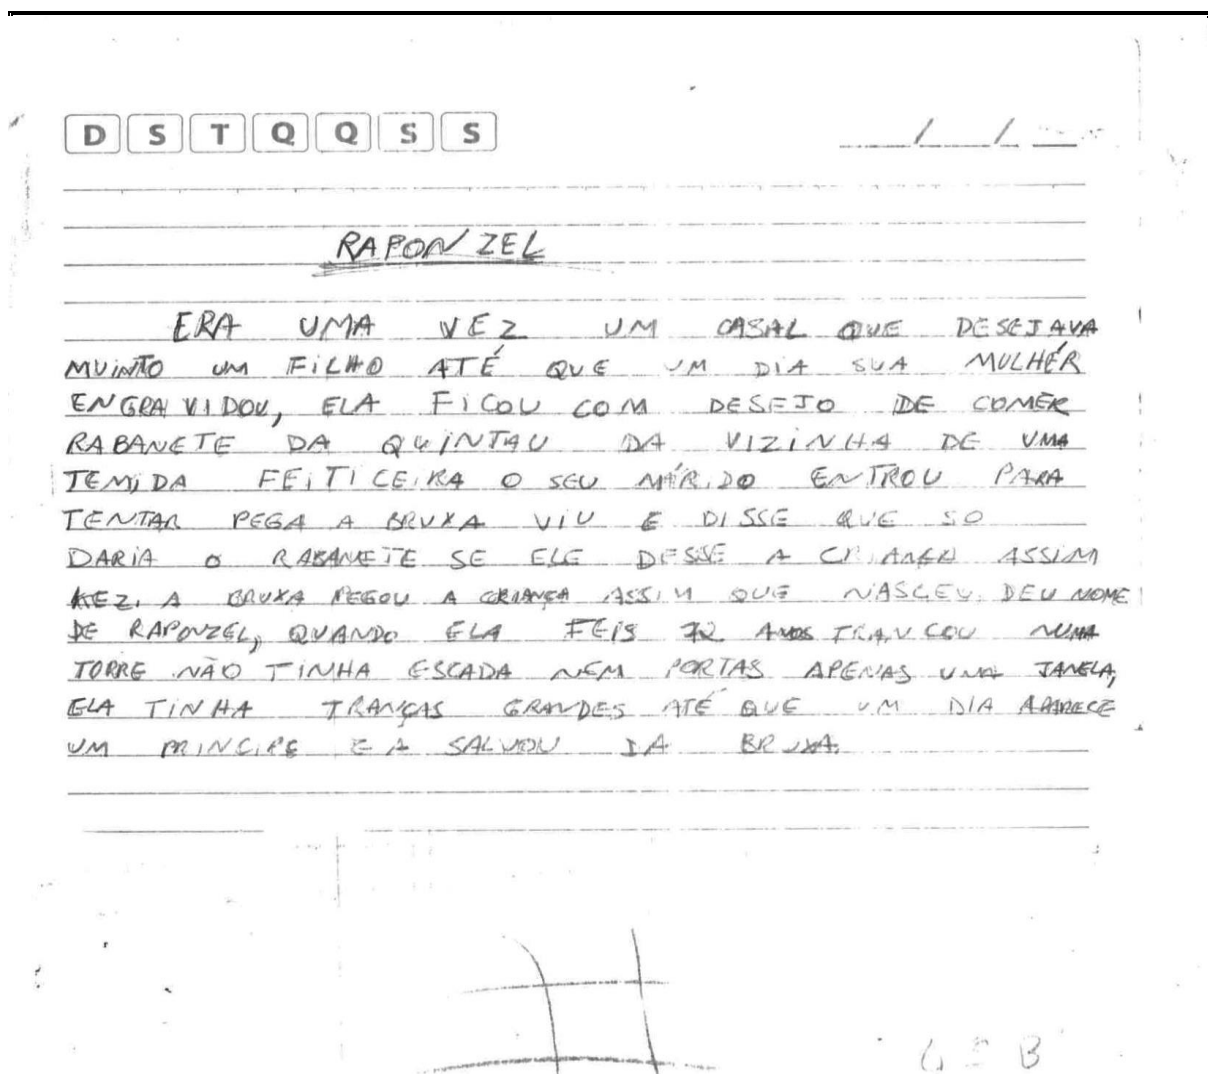 D S T Q Q S S
/ /
RAPONZEL
ERA UMA VEZ UM CASAL QUE DESEJAVA
MUINTO UM FILHO ATÉ QUE UM DIA SUA MULHÉR
ENGRAVIDOU, ELA FICOU COM DESEJO DE COMER
RABANETE DA QUINTAU DA VIZINHA DE UMA
TEMIDA FEITICEIRA O SEU MÁRIDO ENTROU PARA
TENTAR PEGA A BRUXA VIU E DISSE QUE SO
DARIA O RABANETE SE ELE DESSE A CRIANÇA ASSIM
FEZ, A BRUXA PEGOU A CRIANÇA ASSIM QUE NASCEU, DEU NOME
DE RAPONZEL, QUANDO ELA FEIS 12 ANOS TRANCOU NUMA
TORRE NÃO TINHA ESCADA NEM PORTAS APENAS UMA JANELA,
ELA TINHA TRANÇAS GRANDES ATÉ QUE UM DIA APARECE
UM PRINCIPE E A SALVOU DA BRUXA.